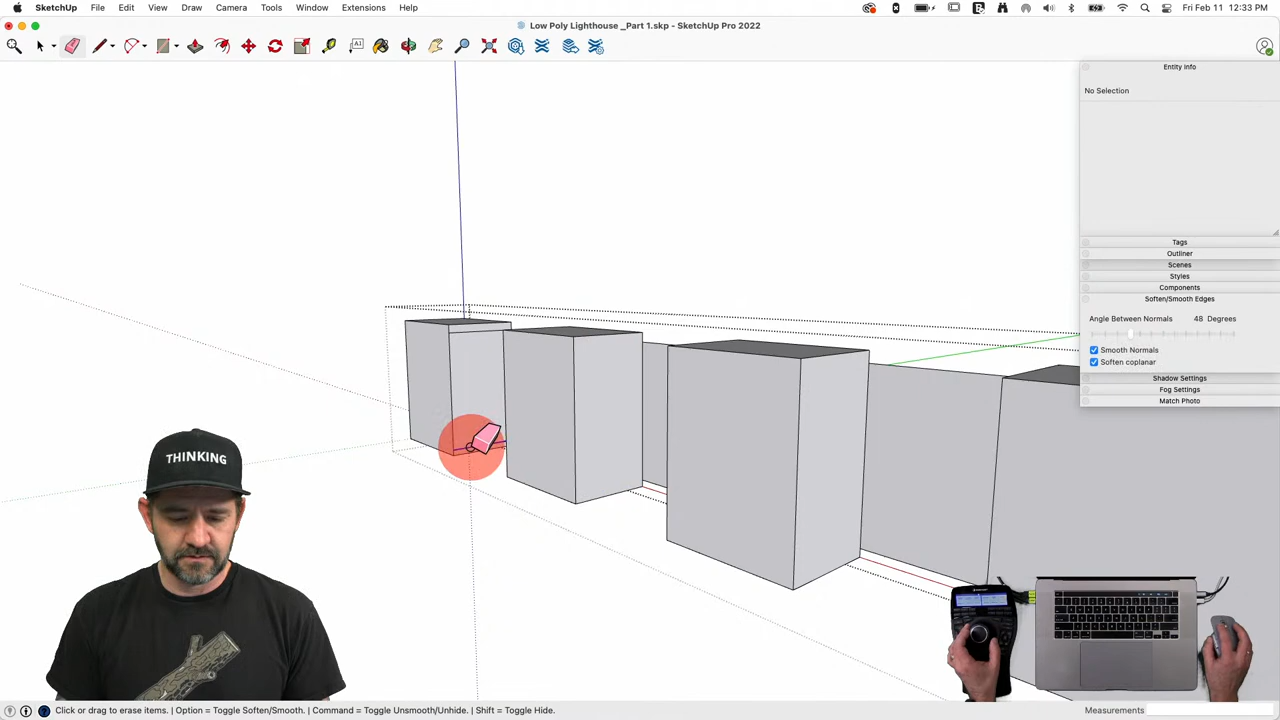 SketchUp File Edit View Draw Camera Tools Window Extensions Help Fri Feb 11 12:33 PM
Low Poly Lighthouse _Part 1.skp - SketchUp Pro 2022
Entity Info
No Selection
Tags
Outliner
Scenes
Styles
Components
Soften/Smooth Edges
Angle Between Normals 48 Degrees
Smooth Normals
Soften coplanar
Shadow Settings
Fog Settings
Match Photo
THINKING
Click or drag to erase items. | Option = Toggle Soften/Smooth. | Command = Toggle Unsmooth/Unhide. | Shift = Toggle Hide. Measurements